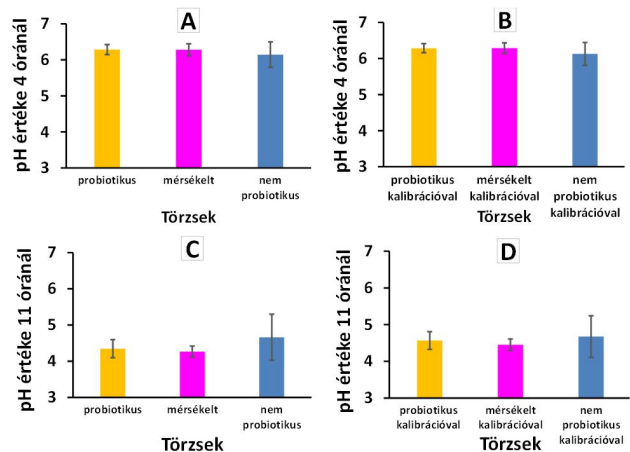 A
pH értéke 4 óránál
7
6
5
4
3
probiotikus
mérsékelt
nem
probiotikus
Törzsek
B
pH értéke 4 óránál
7
6
5
4
3
probiotikus
kalibrációval
mérsékelt
kalibrációval
nem
probiotikus
kalibrációval
Törzsek
C
pH értéke 11 óránál
7
6
5
4
3
probiotikus
mérsékelt
nem
probiotikus
Törzsek
D
pH értéke 11 óránál
7
6
5
4
3
probiotikus
kalibrációval
mérsékelt
kalibrációval
nem
probiotikus
kalibrációval
Törzsek